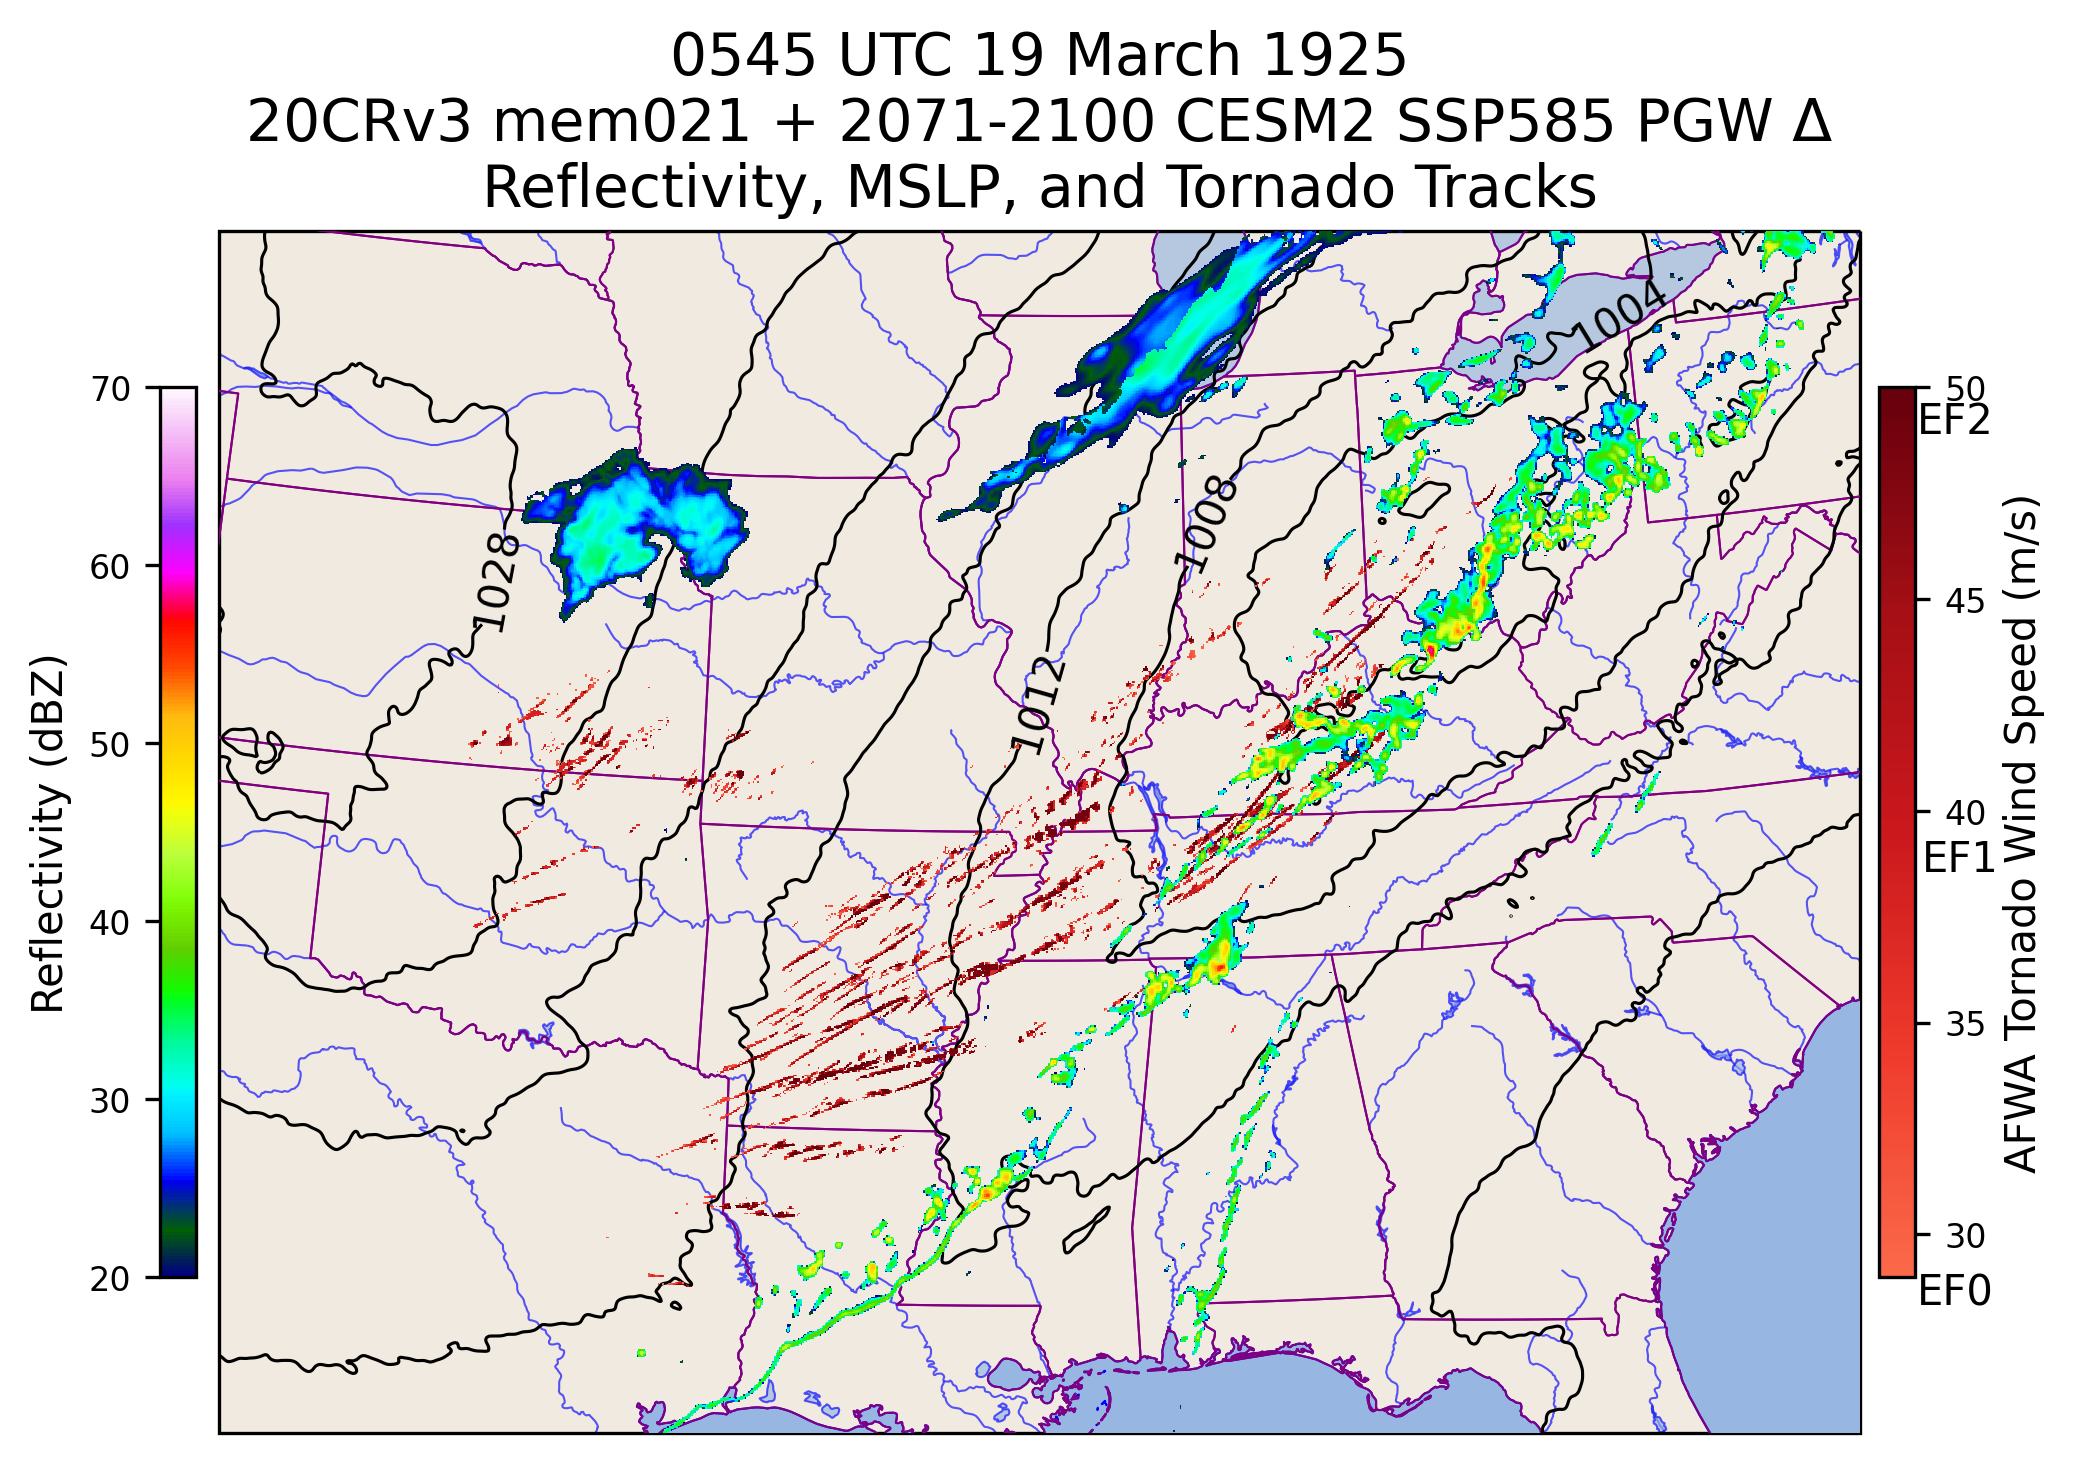 0545 UTC 19 March 1925
20CRv3 mem021 + 2071-2100 CESM2 SSP585 PGW Δ
Reflectivity, MSLP, and Tornado Tracks
Reflectivity (dBZ)
70
60
50
40
30
20
1028
1012
1008
1004
50
EF2
45
40
EF1
35
30
EF0
AFWA Tornado Wind Speed (m/s)